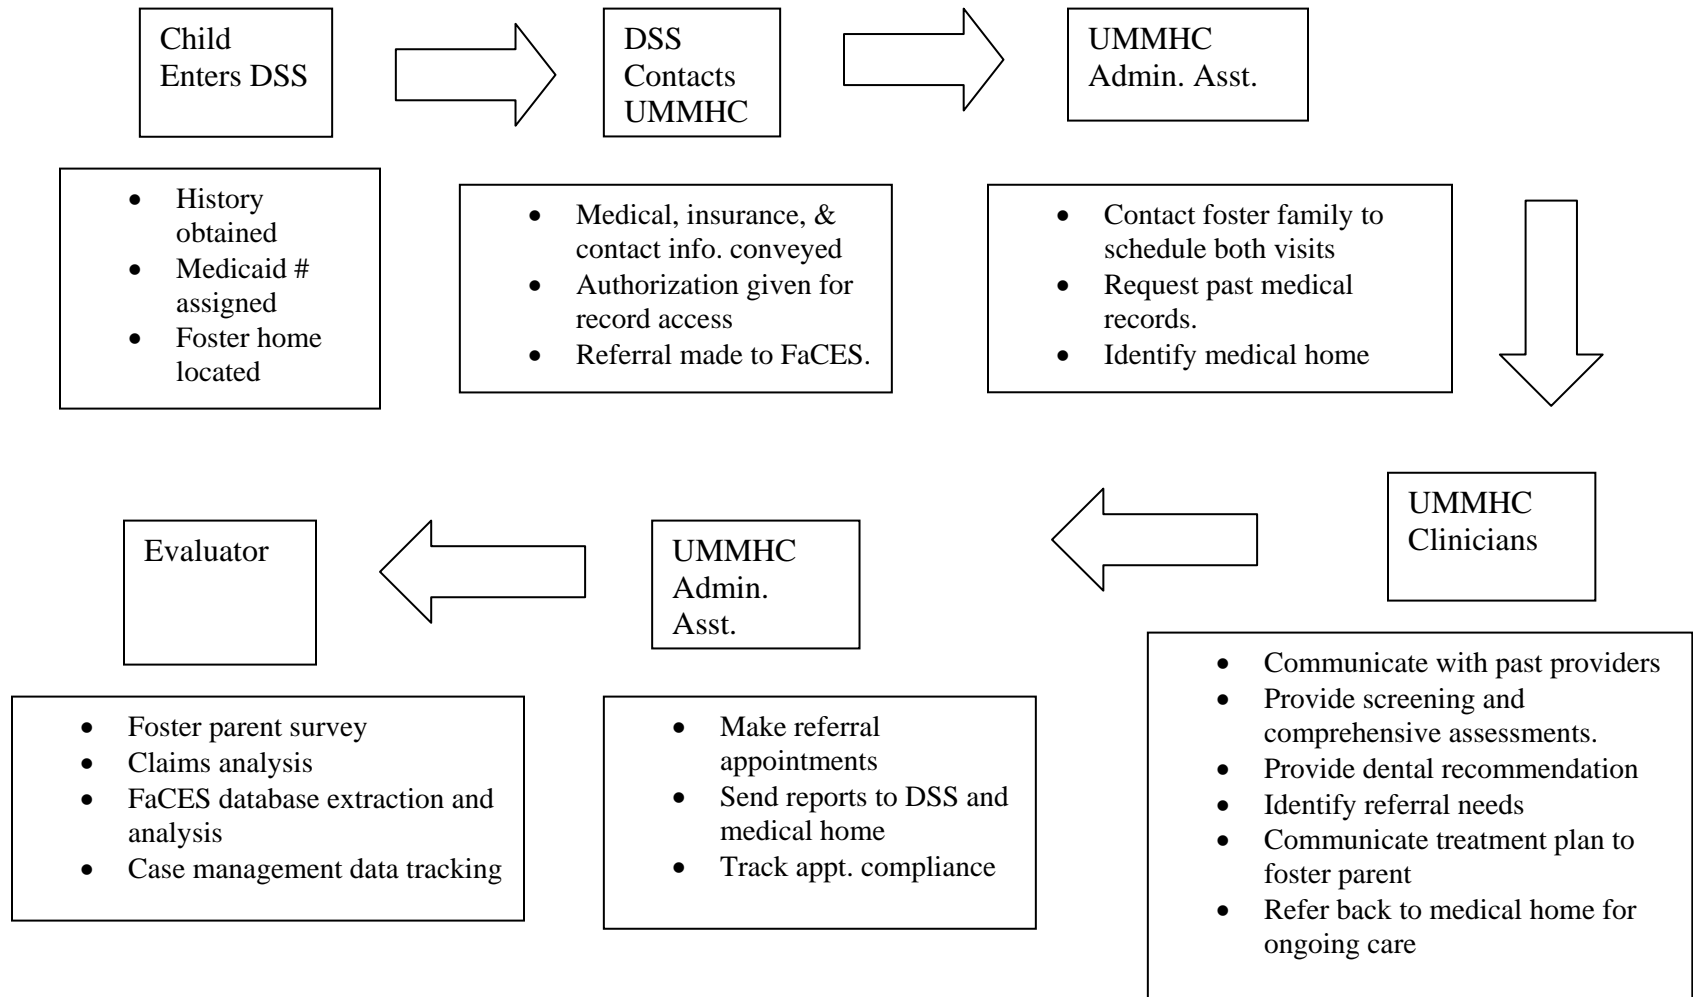 Child
Enters DSS
DSS
Contacts
UMMHC
UMMHC
Admin. Asst.
• History
obtained
• Medicaid #
assigned
• Foster home
located
• Medical, insurance, &
contact info. conveyed
• Authorization given for
record access
• Referral made to FaCES.
• Contact foster family to
schedule both visits
• Request past medical
records.
• Identify medical home
Evaluator
UMMHC
Admin.
Asst.
UMMHC
Clinicians
• Foster parent survey
• Claims analysis
• FaCES database extraction and
analysis
• Case management data tracking
• Make referral
appointments
• Send reports to DSS and
medical home
• Track appt. compliance
• Communicate with past providers
• Provide screening and
comprehensive assessments.
• Provide dental recommendation
• Identify referral needs
• Communicate treatment plan to
foster parent
• Refer back to medical home for
ongoing care